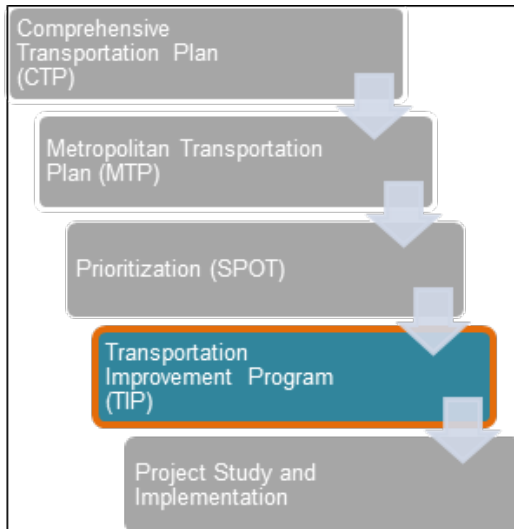 Comprehensive
Transportation Plan
(CTP)
Metropolitan Transportation
Plan (MTP)
Prioritization (SPOT)
Transportation
Improvement Program
(TIP)
Project Study and
Implementation